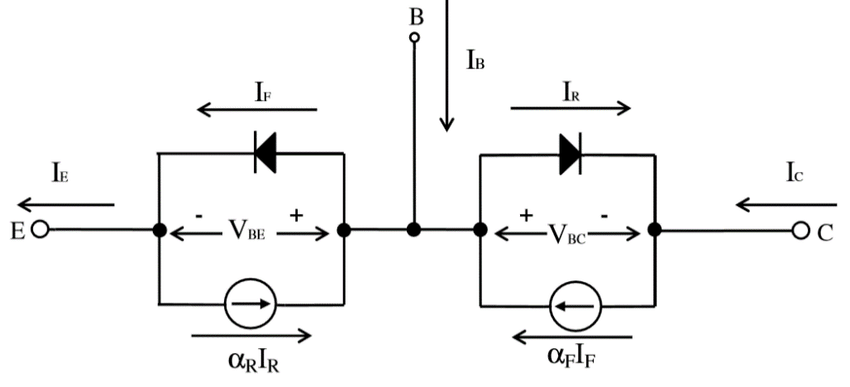 B
IB
IF
IR
IE
IC
- +
+ -
E
VBE
VBC
C
αRIR
αFIF